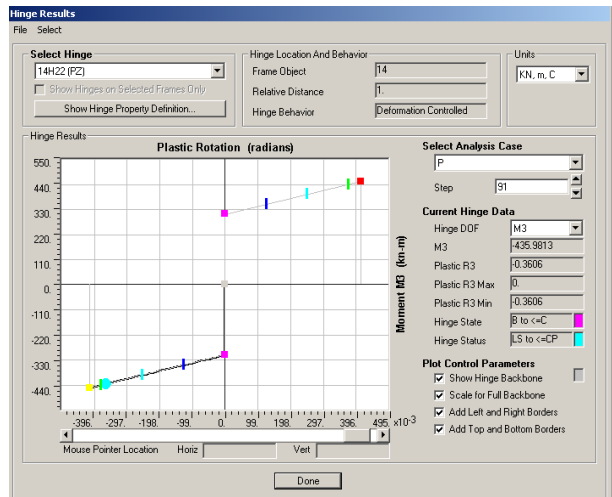 Hinge Results
File Select
Select Hinge
14H22 (PZ)
Show Hinges on Selected Frames Only
Show Hinge Property Definition...
Hinge Location And Behavior
Frame Object 14
Relative Distance 1.
Hinge Behavior Deformation Controlled
Units
KN, m, C
Hinge Results
Plastic Rotation (radians)
550.
440.
330.
220.
110.
0.
-110.
-220.
-330.
-440.
Moment M3 (kn-m)
-396. -297. -198. -99. 0. 99. 198. 297. 396. 495. x10-3
Mouse Pointer Location Horiz Vert
Select Analysis Case
P
Step 91
Current Hinge Data
Hinge DOF M3
M3 -435.9813
Plastic R3 -0.3606
Plastic R3 Max 0.
Plastic R3 Min -0.3606
Hinge State B to <=C
Hinge Status LS to <=CP
Plot Control Parameters
Show Hinge Backbone
Scale for Full Backbone
Add Left and Right Borders
Add Top and Bottom Borders
Done